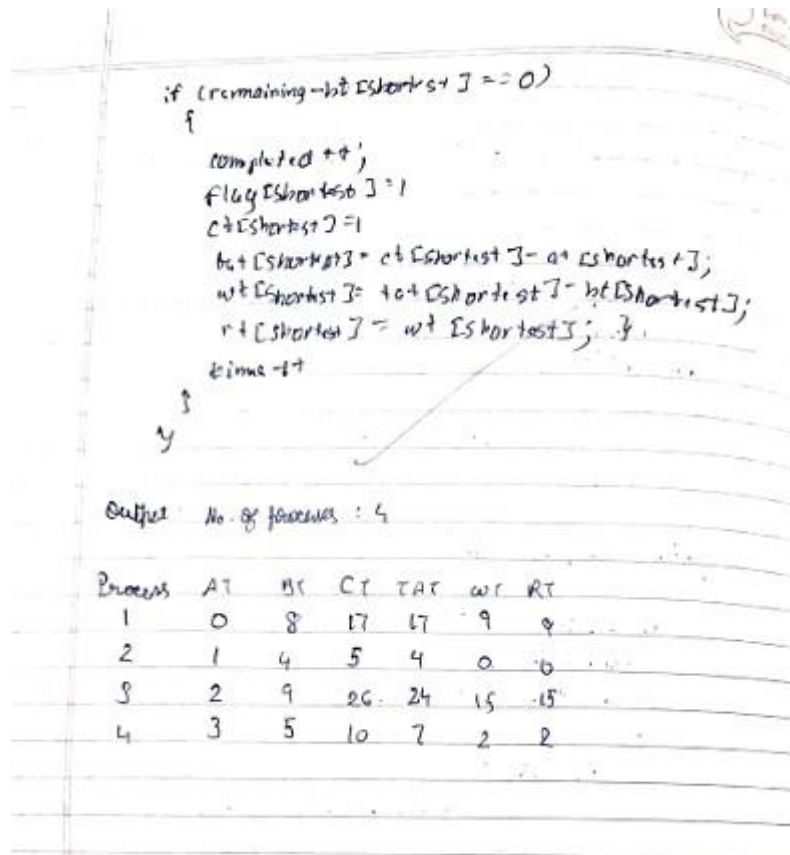 if (remaining-bt [shortest] == 0)
{
completed ++;
flag [shortest] = 1
ct [shortest] = 1
tat [shortest] = ct [shortest] - at [shortest];
wt [shortest] = tat [shortest] - bt [shortest];
rt [shortest] = wt [shortest]; }
time ++
}
}
Output No. of processes : 4
Process AT BT CT TAT WT RT
1 0 8 17 17 9 9
2 1 4 5 4 0 0
3 2 9 26 24 15 15
4 3 5 10 7 2 2